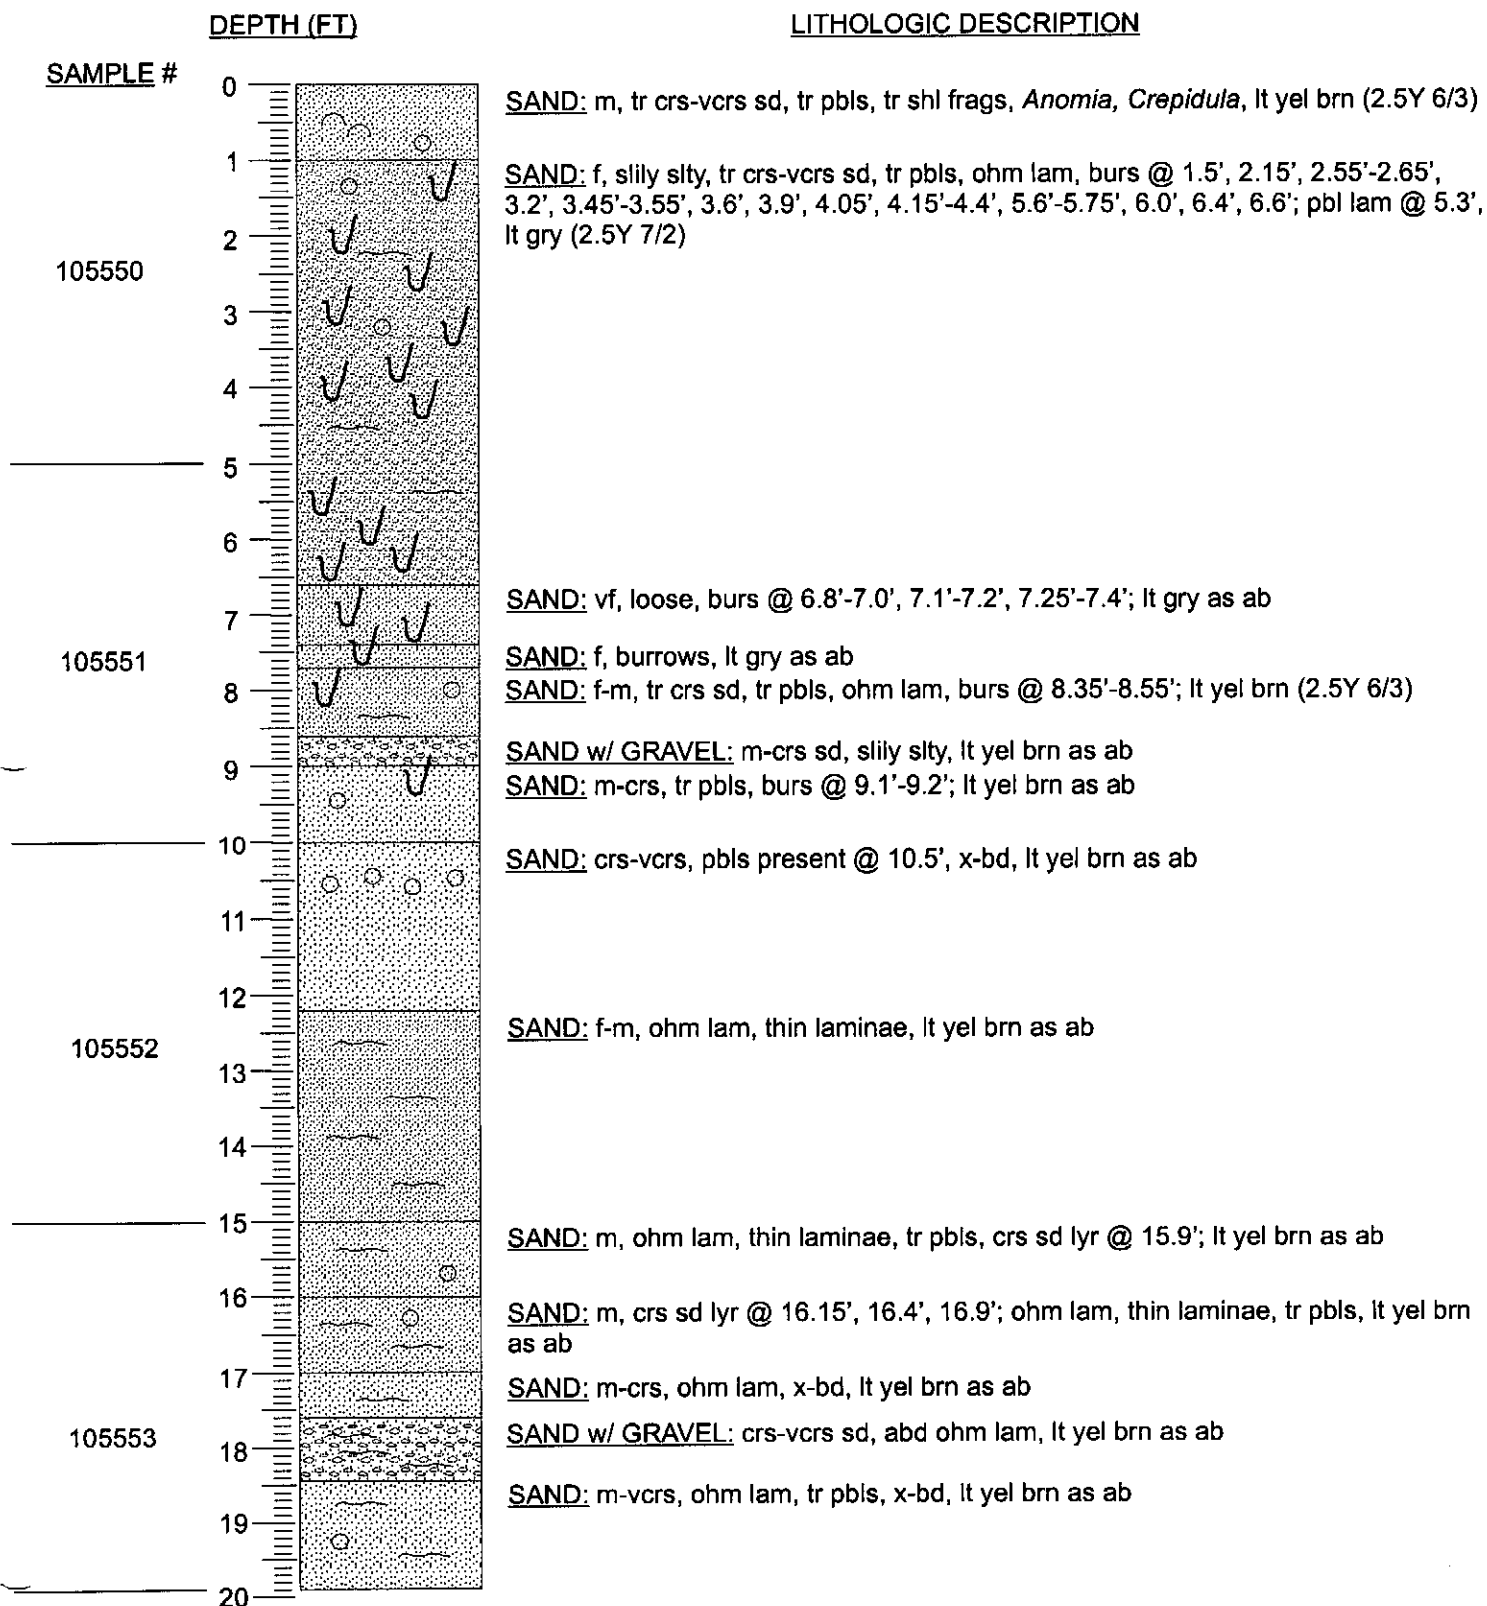 DEPTH (FT)
LITHOLOGIC DESCRIPTION
SAMPLE #
0
SAND: m, tr crs-vcrs sd, tr pbls, tr shl frags, Anomia, Crepidula, lt yel brn (2.5Y 6/3)
1
SAND: f, slily slty, tr crs-vcrs sd, tr pbls, ohm lam, burs @ 1.5', 2.15', 2.55'-2.65',
3.2', 3.45'-3.55', 3.6', 3.9', 4.05', 4.15'-4.4', 5.6'-5.75', 6.0', 6.4', 6.6'; pbl lam @ 5.3',
lt gry (2.5Y 7/2)
2
105550
3
4
5
6
SAND: vf, loose, burs @ 6.8'-7.0', 7.1'-7.2', 7.25'-7.4'; lt gry as ab
7
105551
SAND: f, burrows, lt gry as ab
8
SAND: f-m, tr crs sd, tr pbls, ohm lam, burs @ 8.35'-8.55'; lt yel brn (2.5Y 6/3)
SAND w/ GRAVEL: m-crs sd, slily slty, lt yel brn as ab
9
SAND: m-crs, tr pbls, burs @ 9.1'-9.2'; lt yel brn as ab
10
SAND: crs-vcrs, pbls present @ 10.5', x-bd, lt yel brn as ab
11
12
SAND: f-m, ohm lam, thin laminae, lt yel brn as ab
105552
13
14
15
SAND: m, ohm lam, thin laminae, tr pbls, crs sd lyr @ 15.9'; lt yel brn as ab
16
SAND: m, crs sd lyr @ 16.15', 16.4', 16.9'; ohm lam, thin laminae, tr pbls, lt yel brn
as ab
17
SAND: m-crs, ohm lam, x-bd, lt yel brn as ab
105553
SAND w/ GRAVEL: crs-vcrs sd, abd ohm lam, lt yel brn as ab
18
SAND: m-vcrs, ohm lam, tr pbls, x-bd, lt yel brn as ab
19
20